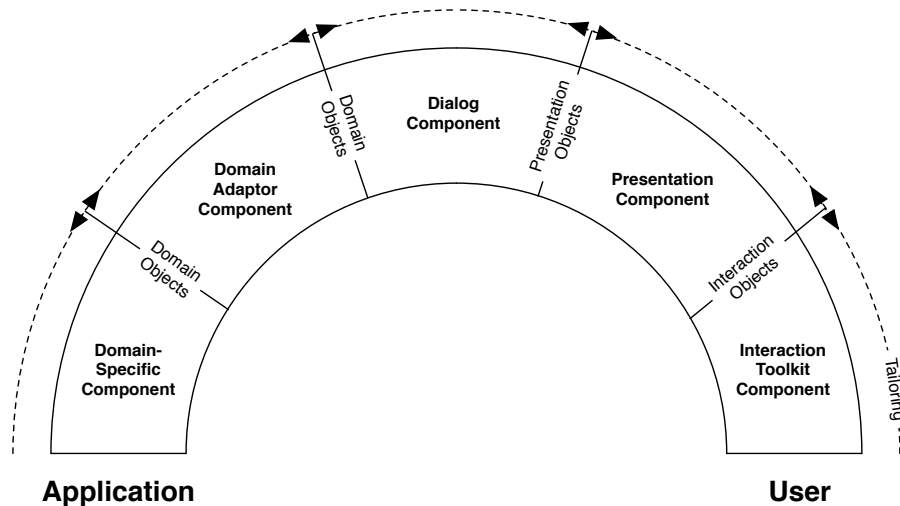 Dialog
Component
Domain
Objects
Presentation
Objects
Domain
Adaptor
Component
Presentation
Component
Domain
Objects
Interaction
Objects
Domain-
Specific
Component
Interaction
Toolkit
Component
Tailoring
Application
User